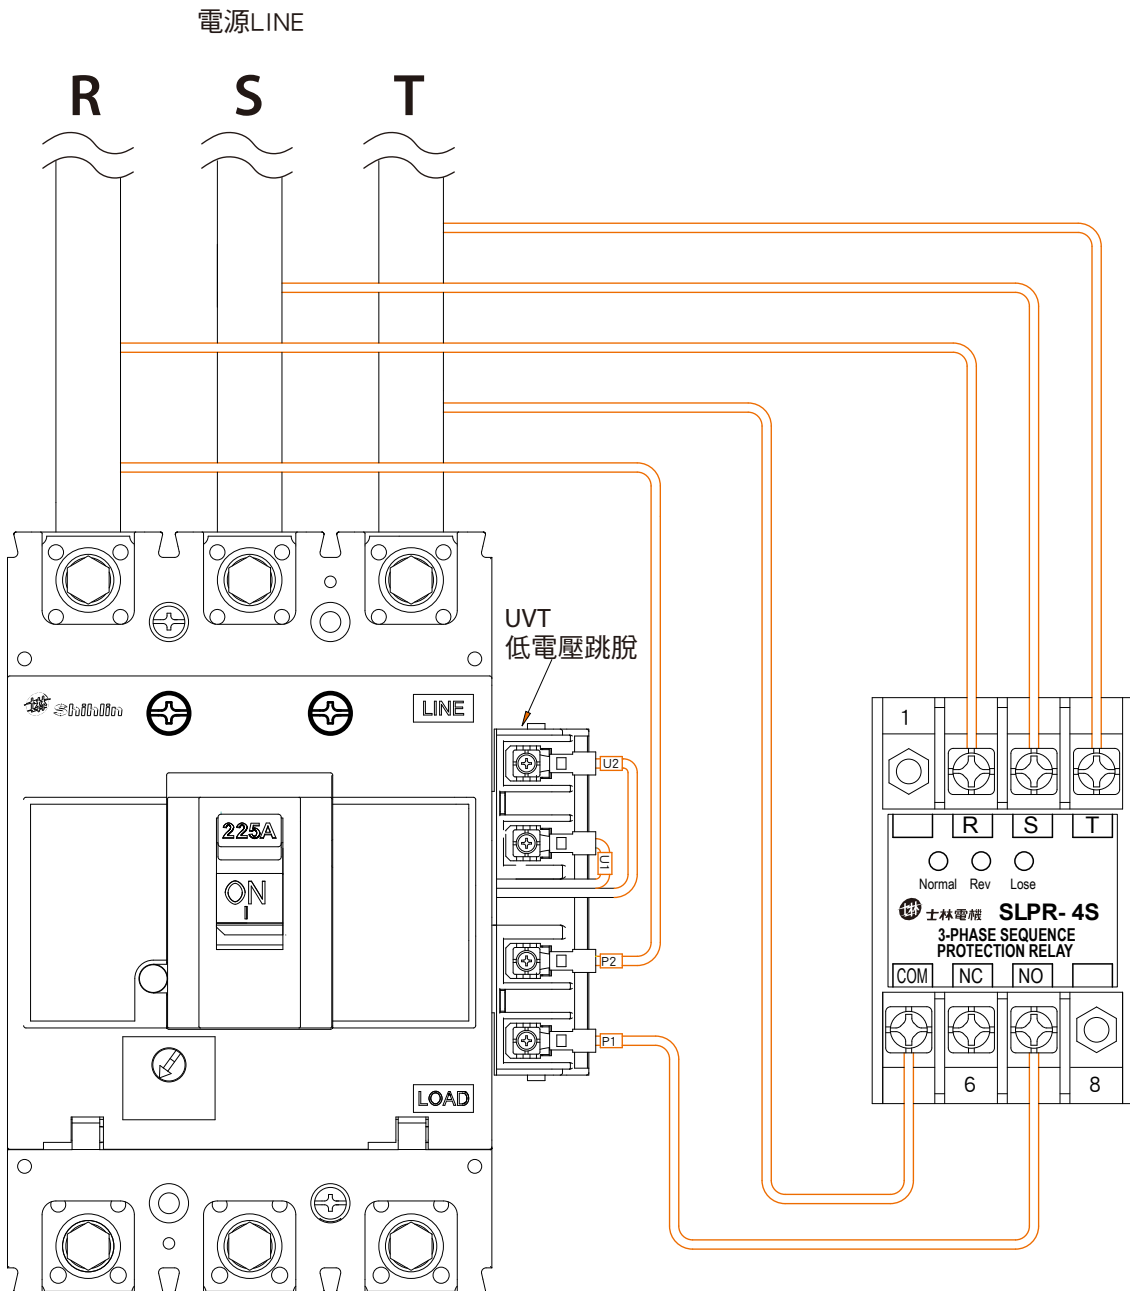 電源LINE
R S T
UVT
低電壓跳脫
Shihlin
LINE
225A
ON
I
LOAD
U2
U1
P2
P1
1
R S T
Normal Rev Lose
士林電機 SLPR- 4S
3-PHASE SEQUENCE
PROTECTION RELAY
COM NC NO
6 8